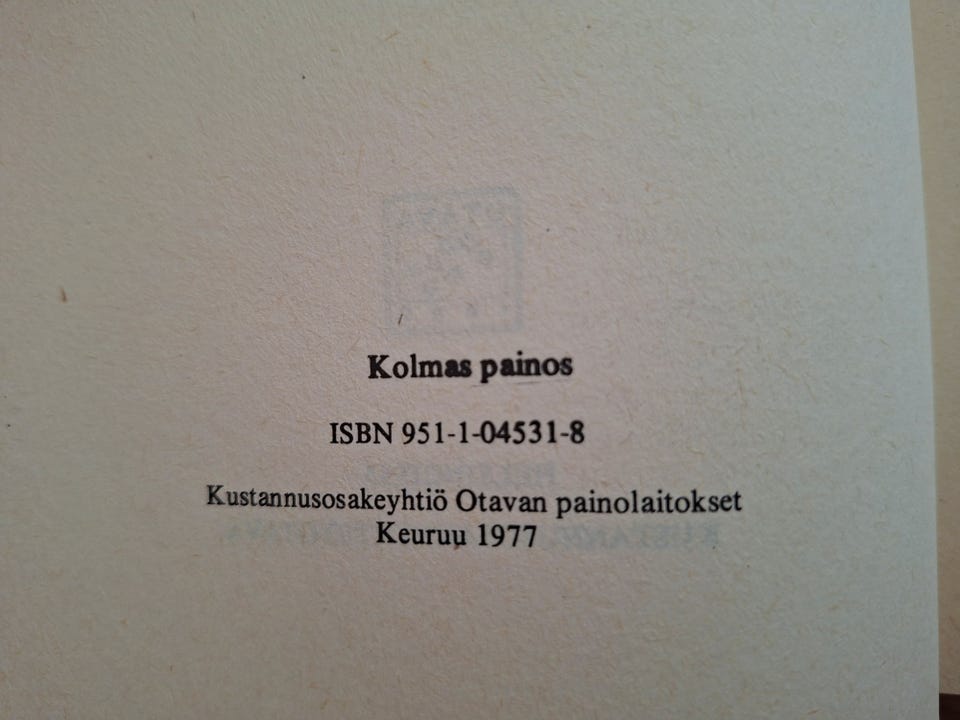 Kolmas painos
ISBN 951-1-04531-8
Kustannusosakeyhtiö Otavan painolaitokset
Keuruu 1977